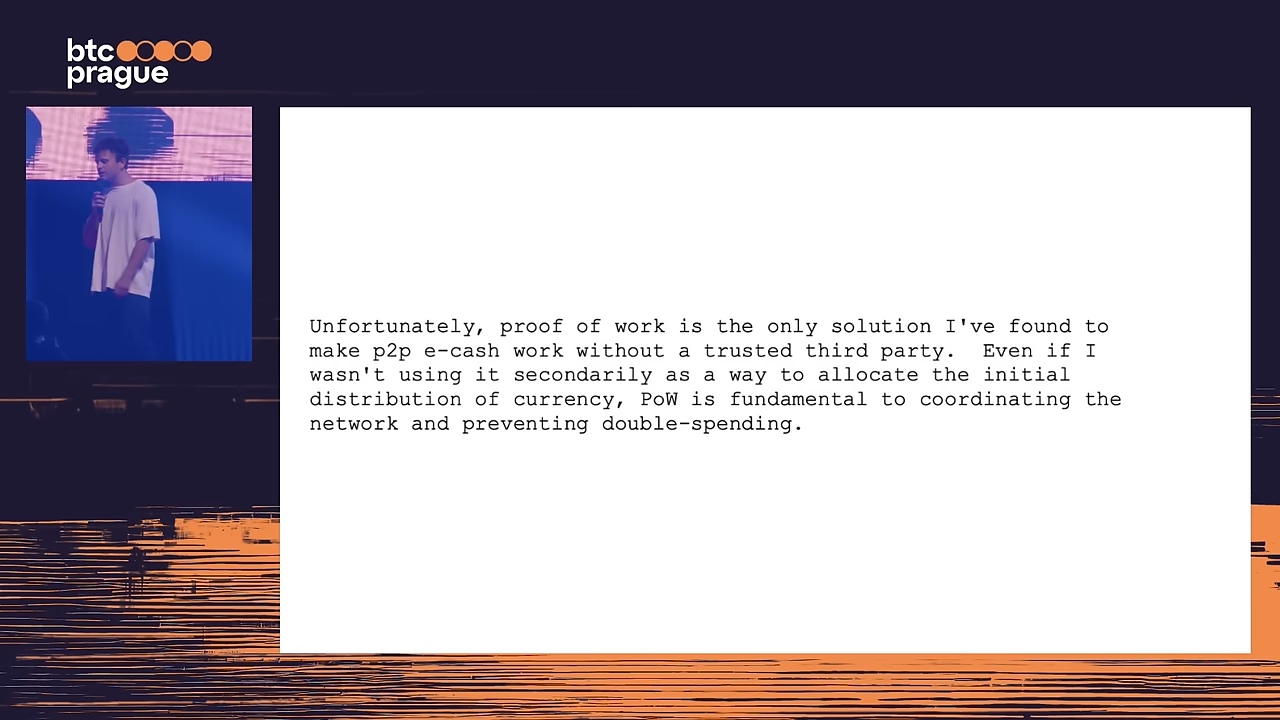 btc
prague
Unfortunately, proof of work is the only solution I've found to
make p2p e-cash work without a trusted third party.  Even if I
wasn't using it secondarily as a way to allocate the initial
distribution of currency, PoW is fundamental to coordinating the
network and preventing double-spending.